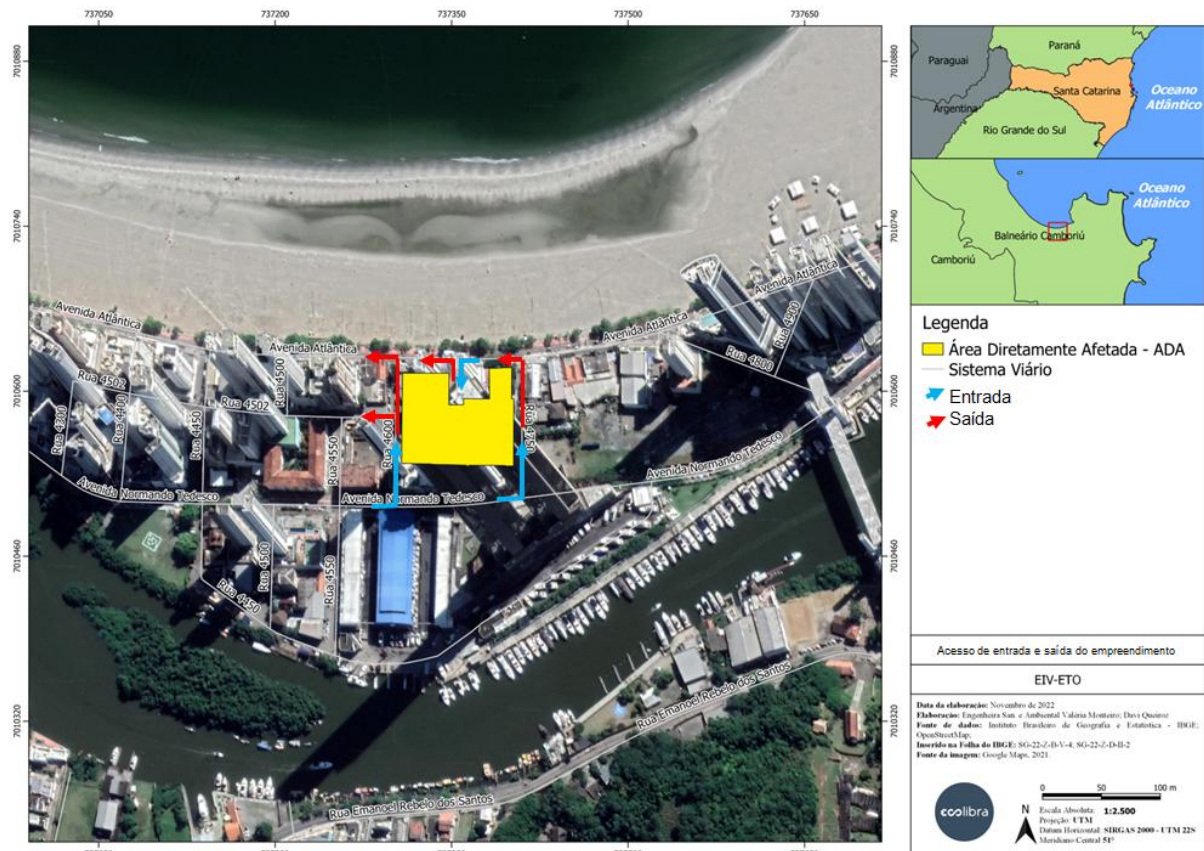 737050 737200 737350 737500 737650
7010880
7010740
7010600
7010460
7010320
Avenida Atlântica
Avenida Atlântica
Avenida Atlântica
Avenida Atlântica
Rua 4900
Rua 4800
Rua 4500
Rua 4502
Rua 4502
Rua 4300
Rua 4400
Rua 4450
Rua 4550
Rua 4600
Rua 4750
Avenida Normando Tedesco
Avenida Normando Tedesco
Avenida Normando Tedesco
Rua 4500
Rua 4550
Rua 4450
Rua Emanoel Rebelo dos Santos
Rua Emanoel Rebelo dos Santos
7010880
7010740
7010600
7010460
7010320
Paraguai
Paraná
Santa Catarina
Argentina
Rio Grande do Sul
Oceano
Atlântico
Oceano
Atlântico
Balneário Camboriú
Camboriú
Legenda
Área Diretamente Afetada - ADA
Sistema Viário
Entrada
Saída
Acesso de entrada e saída do empreendimento
EIV-ETO
Data da elaboração: Novembro de 2022
Elaboração: Engenheira San. e Ambiental Valéria Monteiro; Davi Queiroz
Fonte de dados: Instituto Brasileiro de Geografia e Estatística - IBGE;
OpenStreetMap;
Inserido na Folha do IBGE: SG-22-Z-B-V-4; SG-22-Z-D-II-2
Fonte da imagem: Google Maps, 2021.
ecolibra
0 50 100 m
N
Escala Absoluta: 1:2.500
Projeção: UTM
Datum Horizontal: SIRGAS 2000 - UTM 22S
Meridiano Central 51°